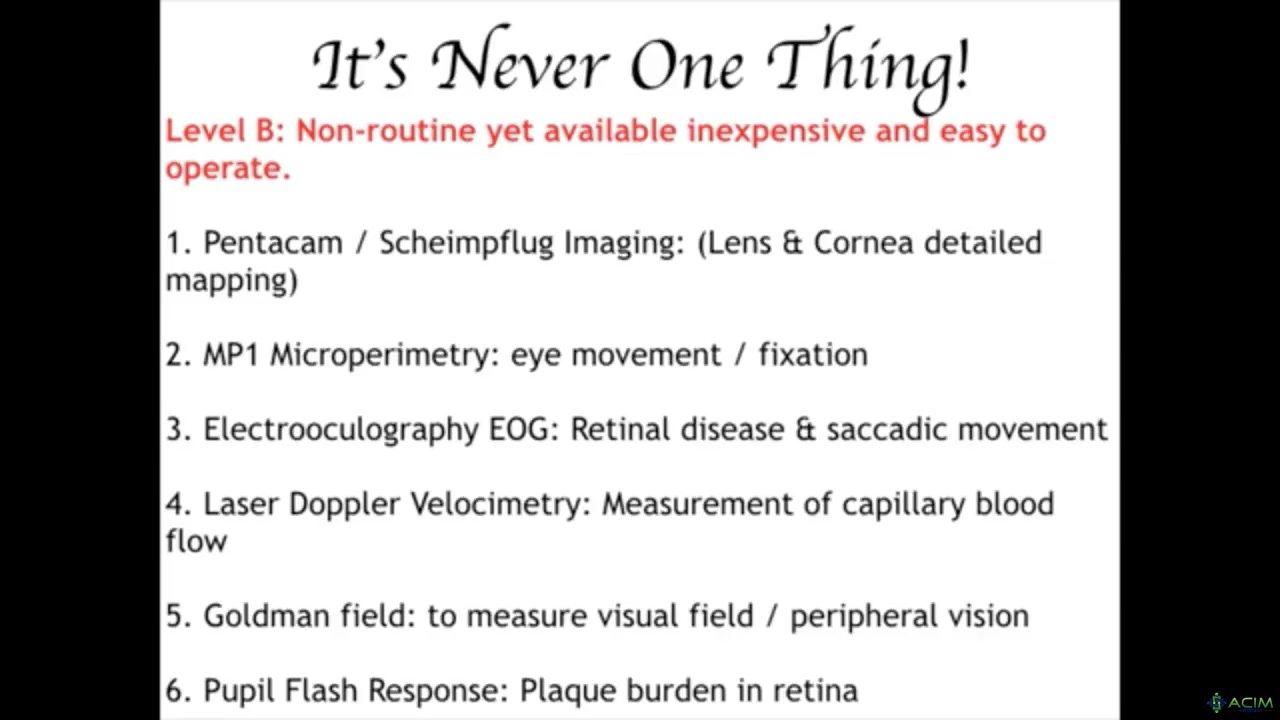 It's Never One Thing!
Level B: Non-routine yet available inexpensive and easy to
operate.
1. Pentacam / Scheimpflug Imaging: (Lens & Cornea detailed
mapping)
2. MP1 Microperimetry: eye movement / fixation
3. Electrooculography EOG: Retinal disease & saccadic movement
4. Laser Doppler Velocimetry: Measurement of capillary blood
flow
5. Goldman field: to measure visual field / peripheral vision
6. Pupil Flash Response: Plaque burden in retina
ACIM